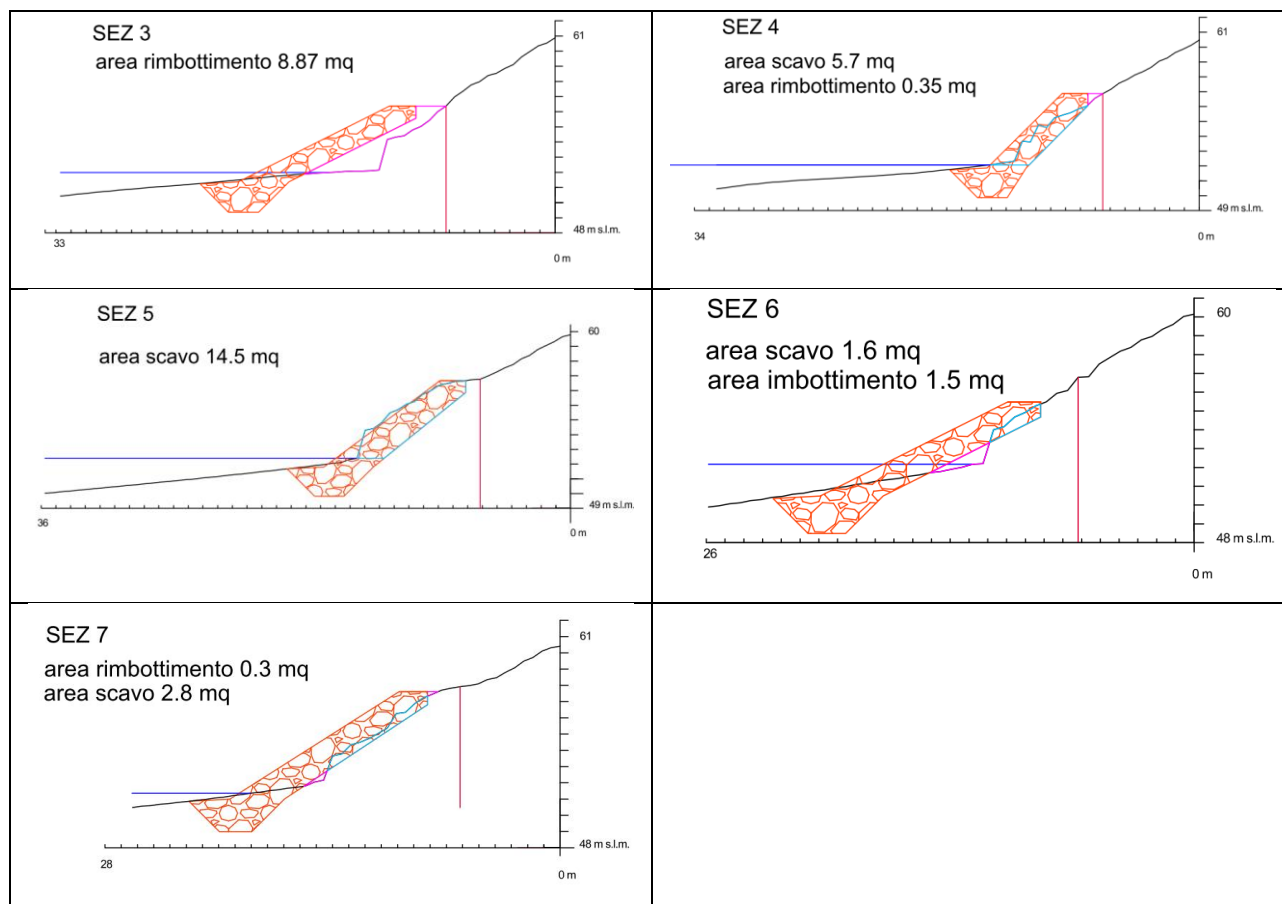 SEZ 3
area rimbottimento 8.87 mq
61
48 m s.l.m.
33
0 m
SEZ 4
area scavo 5.7 mq
area rimbottimento 0.35 mq
61
49 m s.l.m.
34
0 m
SEZ 5
area scavo 14.5 mq
60
49 m s.l.m.
36
0 m
SEZ 6
area scavo 1.6 mq
area imbottimento 1.5 mq
60
48 m s.l.m.
26
0 m
SEZ 7
area rimbottimento 0.3 mq
area scavo 2.8 mq
61
48 m s.l.m.
28
0 m